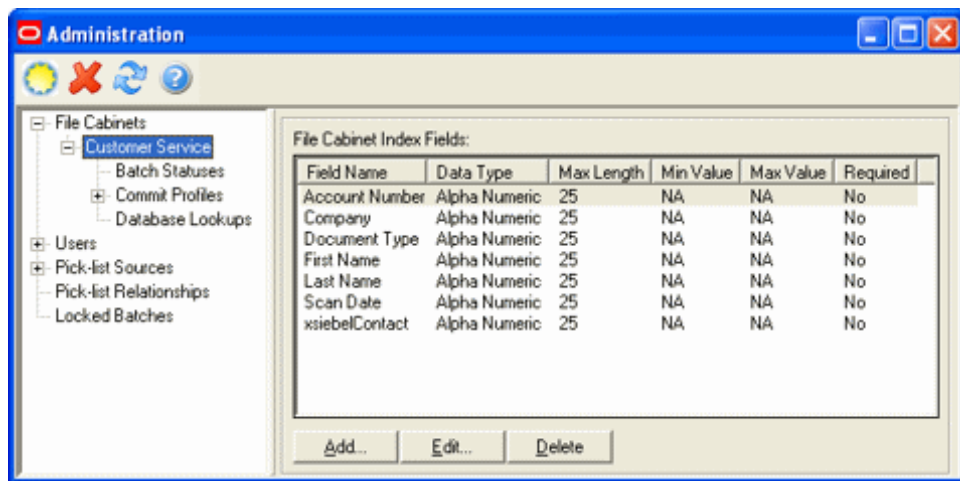 Administration
File Cabinets
Customer Service
Batch Statuses
Commit Profiles
Database Lookups
Users
Pick-list Sources
Pick-list Relationships
Locked Batches
File Cabinet Index Fields:
Field Name Data Type Max Length Min Value Max Value Required
Account Number Alpha Numeric 25 NA NA No
Company Alpha Numeric 25 NA NA No
Document Type Alpha Numeric 25 NA NA No
First Name Alpha Numeric 25 NA NA No
Last Name Alpha Numeric 25 NA NA No
Scan Date Alpha Numeric 25 NA NA No
xsiebelContact Alpha Numeric 25 NA NA No
Add... Edit... Delete